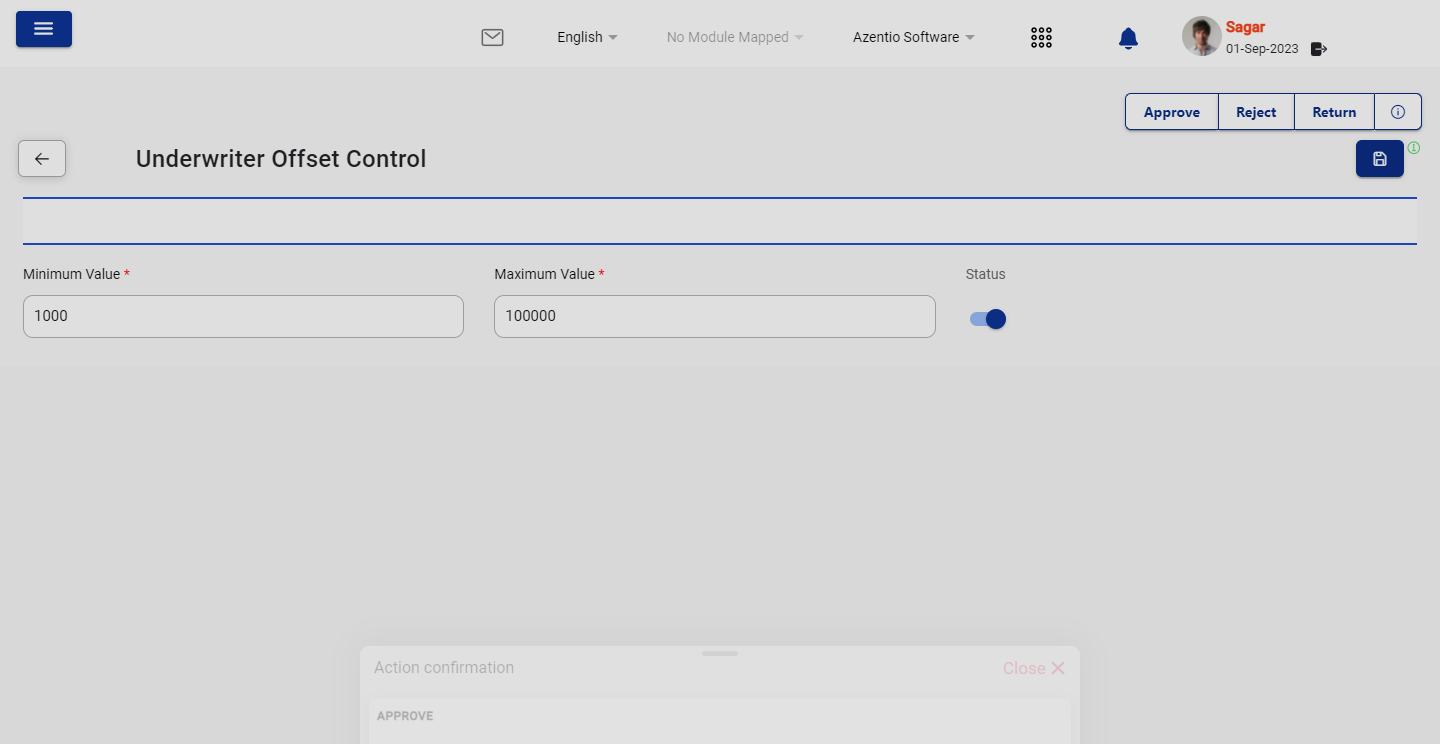 English
No Module Mapped
Azentio Software
Sagar
01-Sep-2023
Approve
Reject
Return
Underwriter Offset Control
Minimum Value *
Maximum Value *
Status
1000
100000
Action confirmation
Close
APPROVE